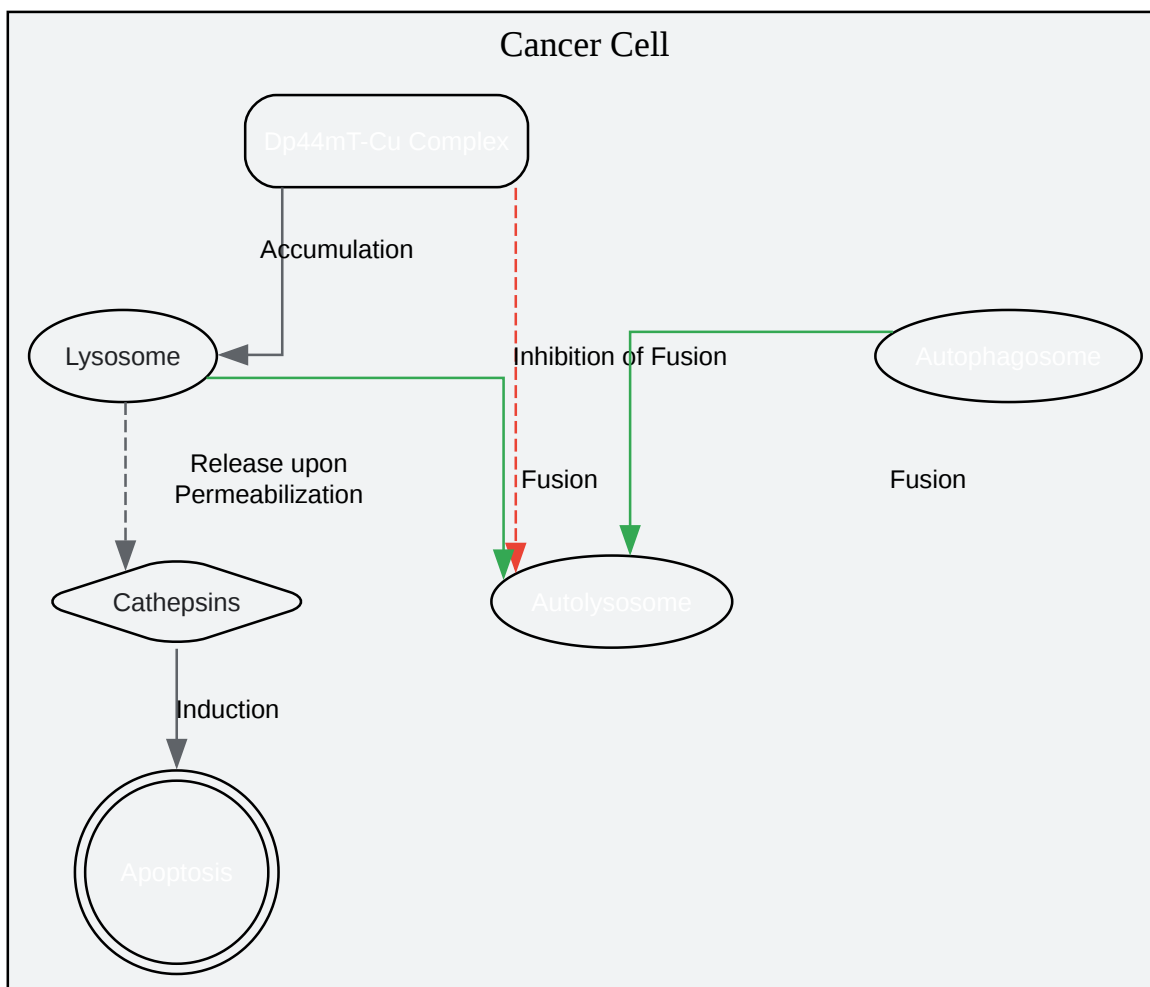 Cancer Cell
Dp44mT-Cu Complex
Accumulation
Lysosome
Inhibition of Fusion
Autophagosome
Release upon
Permeabilization
Fusion
Fusion
Cathepsins
Autolysosome
Induction
Apoptosis